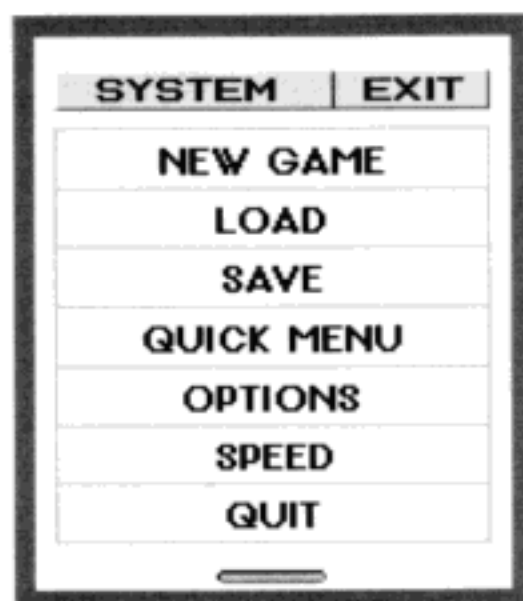 SYSTEM EXIT
NEW GAME
LOAD
SAVE
QUICK MENU
OPTIONS
SPEED
QUIT